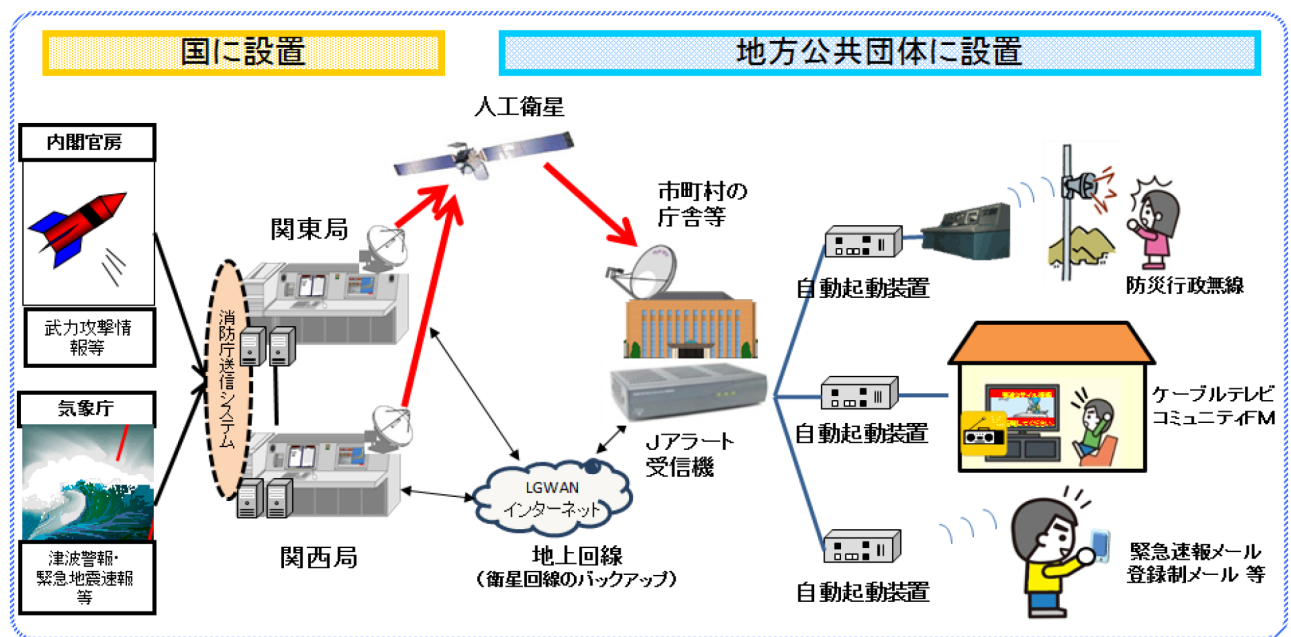 国に設置
地方公共団体に設置
人工衛星
内閣官房
武力攻撃情
報等
気象庁
津波警報・
緊急地震速報
等
消防庁送信システム
関東局
関西局
市町村の
庁舎等
Jアラート
受信機
LGWAN
インターネット
地上回線
(衛星回線のバックアップ)
自動起動装置
防災行政無線
自動起動装置
ケーブルテレビ
コミュニティFM
自動起動装置
緊急速報メール
登録制メール 等